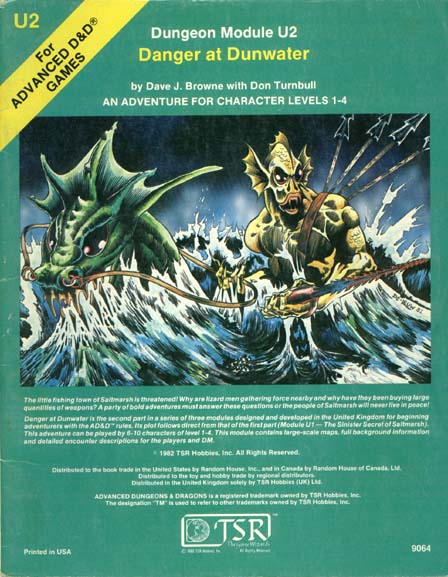 U2
For
ADVANCED D&D®
GAMES
Dungeon Module U2
Danger at Dunwater
by Dave J. Browne with Don Turnbull
AN ADVENTURE FOR CHARACTER LEVELS 1-4
The little fishing town of Saltmarsh is threatened! Why are lizard men gathering force nearby and why have they been buying large
quantities of weapons? A party of bold adventurers must answer these questions or the people of Saltmarsh will never live in peace!
Danger at Dunwater is the second part in a series of three modules designed and developed in the United Kingdom for beginning
adventurers with the AD&D™ rules. Its plot follows direct from that of the first part (Module U1 — The Sinister Secret of Saltmarsh).
This adventure can be played by 6-10 characters of level 1-4. This module contains large-scale maps, full background information
and detailed encounter descriptions for the players and DM.
© 1982 TSR Hobbies, Inc. All Rights Reserved.
Distributed to the book trade in the United States by Random House, Inc., and in Canada by Random House of Canada, Ltd.
Distributed to the toy and hobby trade by regional distributors.
Distributed in the United Kingdom solely by TSR Hobbies (UK) Ltd.
ADVANCED DUNGEONS & DRAGONS is a registered trademark owned by TSR Hobbies, Inc.
The designation "TM" is used to refer to other trademarks owned by TSR Hobbies, Inc.
TSR
The Game Wizards
© 1982 TSR Hobbies, Inc. All Rights Reserved.
Printed in USA
9064